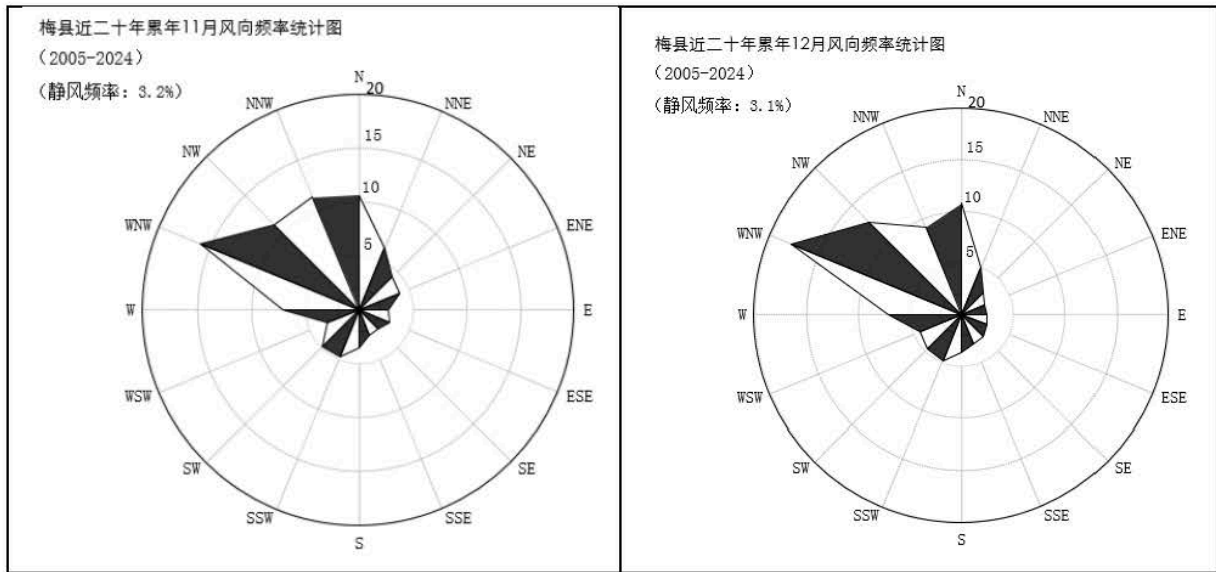 梅县近二十年累年11月风向频率统计图
（2005-2024）
（静风频率：3.2%）
N
20
NNW
NNE
15
NW
NE
10
WNW
ENE
5
W
E
WSW
ESE
SW
SE
SSW
SSE
S
梅县近二十年累年12月风向频率统计图
（2005-2024）
（静风频率：3.1%）
N
20
NNW
NNE
15
NW
NE
10
WNW
ENE
5
W
E
WSW
ESE
SW
SE
SSW
SSE
S